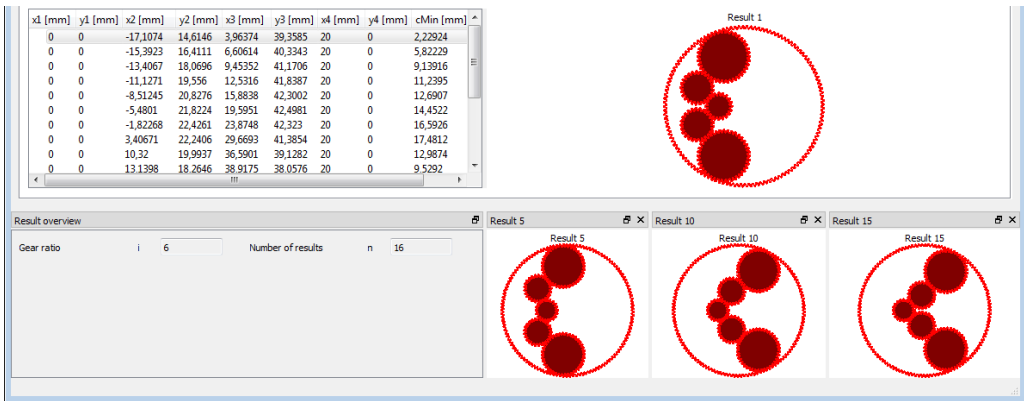 x1 [mm] y1 [mm] x2 [mm] y2 [mm] x3 [mm] y3 [mm] x4 [mm] y4 [mm] cMin [mm]
0 0 -17,1074 14,6146 3,96374 39,3585 20 0 2,22924
0 0 -15,3923 16,4111 6,60614 40,3343 20 0 5,82229
0 0 -13,4067 18,0696 9,45352 41,1706 20 0 9,13916
0 0 -11,1271 19,556 12,5316 41,8387 20 0 11,2395
0 0 -8,51245 20,8276 15,8838 42,3002 20 0 12,6907
0 0 -5,4801 21,8224 19,5951 42,4981 20 0 14,4522
0 0 -1,82268 22,4261 23,8748 42,323 20 0 16,5926
0 0 3,40671 22,2406 29,6693 41,3854 20 0 17,4812
0 0 10,32 19,9937 36,5901 39,1282 20 0 12,9874
0 0 13,1398 18,2646 38,9175 38,0576 20 0 9,5292
Result 1
Result overview
Gear ratio i 6 Number of results n 16
Result 5
Result 5
Result 10
Result 10
Result 15
Result 15